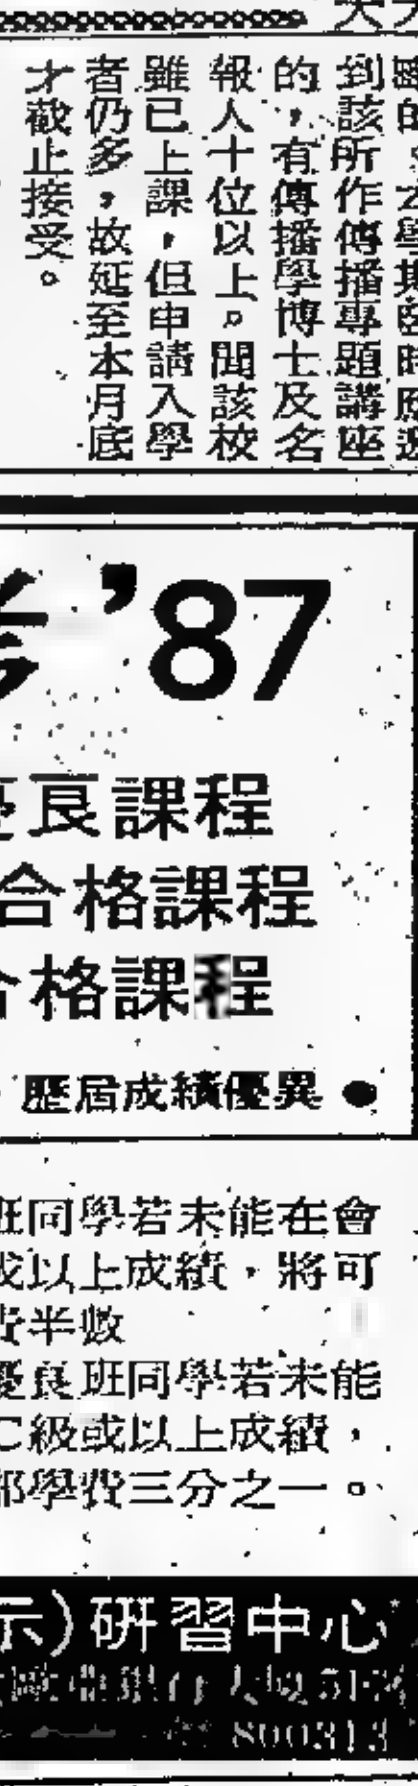 到該所作傳播專題講座
的，有傳播學博士及名
報人十位以上。聞該校
雖已上課，但申請入學
者仍多，故延至本月底
才截止接受。
'87
良課程
合格課程
格課程
歷屆成績優異 ●
班同學若未能在會
或以上成績，將可
費半數
優良班同學若未能
C級或以上成績，
部學費三分之一。
示)研習中心
800313